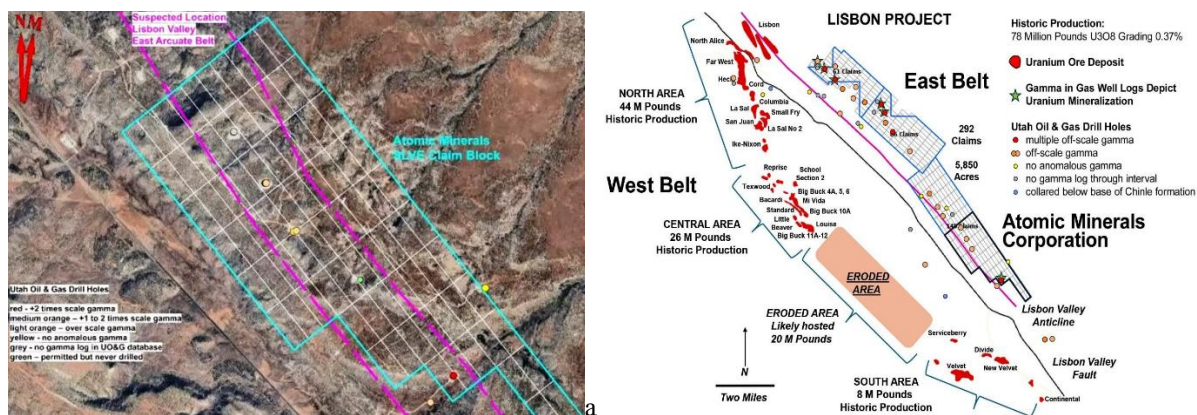 NM
Suspected Location
Lisbon Valley
East Arcuate Belt
Atomic Minerals
Claim Block
Utah Oil & Gas Drill Holes
red - +2 times scale gamma
medium orange – +1 to 2 times scale gamma
light orange – over scale gamma
yellow - no anomalous gamma
grey - no gamma log in UO&G database
green – permitted but never drilled
a
LISBON PROJECT
Historic Production:
78 Million Pounds U3O8 Grading 0.37%
Uranium Ore Deposit
Gamma in Gas Well Logs Depict
Uranium Mineralization
Utah Oil & Gas Drill Holes
multiple off-scale gamma
off-scale gamma
no anomalous gamma
no gamma log through interval
collared below base of Chinle formation
Lisbon
North Alice
Far West
Cord
Columbia
La Sal
Small Fry
San Juan
La Sal No 2
Ike-Nixon
NORTH AREA
44 M Pounds
Historic Production
East Belt
Claims
Claims
292
Claims
5,850
Acres
West Belt
Reprise
School
Section 2
Texwood
Big Buck 4A, 5, 6
Bacardi
Mi Vida
Standard
Big Buck 10A
Little
Beaver
Louisa
Big Buck 11A-12
CENTRAL AREA
26 M Pounds
Historic Production
Atomic Minerals
Corporation
Claims
ERODED
AREA
ERODED AREA
Likely hosted
20 M Pounds
Lisbon Valley
Anticline
Lisbon Valley
Fault
Serviceberry
Divide
New Velvet
Velvet
Continental
SOUTH AREA
8 M Pounds
Historic Production
N
Two Miles